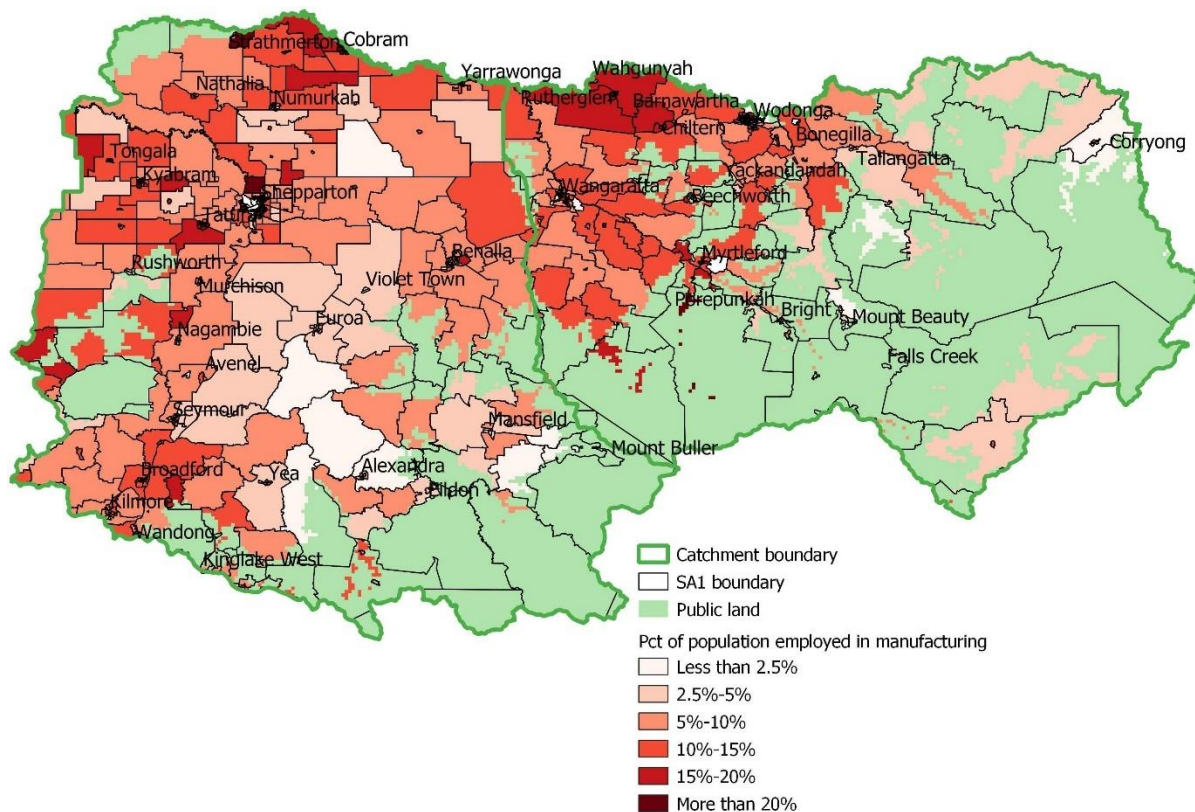 Strathmerton
Cobram
Nathalia
Numurkah
Yarrawonga
Wahgunyah
Rutherglen
Barnawartha
Chiltern
Wodonga
Bonegilla
Corryong
Tallangatta
Tongala
Kyabram
Shepparton
Tatura
Wangaratta
Yackandandah
Beechworth
Rushworth
Murchison
Violet Town
Benalla
Myrtleford
Porepunkah
Bright
Mount Beauty
Nagambie
Euroa
Avenel
Falls Creek
Seymour
Mansfield
Mount Buller
Broadford
Yea
Alexandra
Eildon
Kilmore
Wandong
Kinglake West
Catchment boundary
SA1 boundary
Public land
Pct of population employed in manufacturing
Less than 2.5%
2.5%-5%
5%-10%
10%-15%
15%-20%
More than 20%